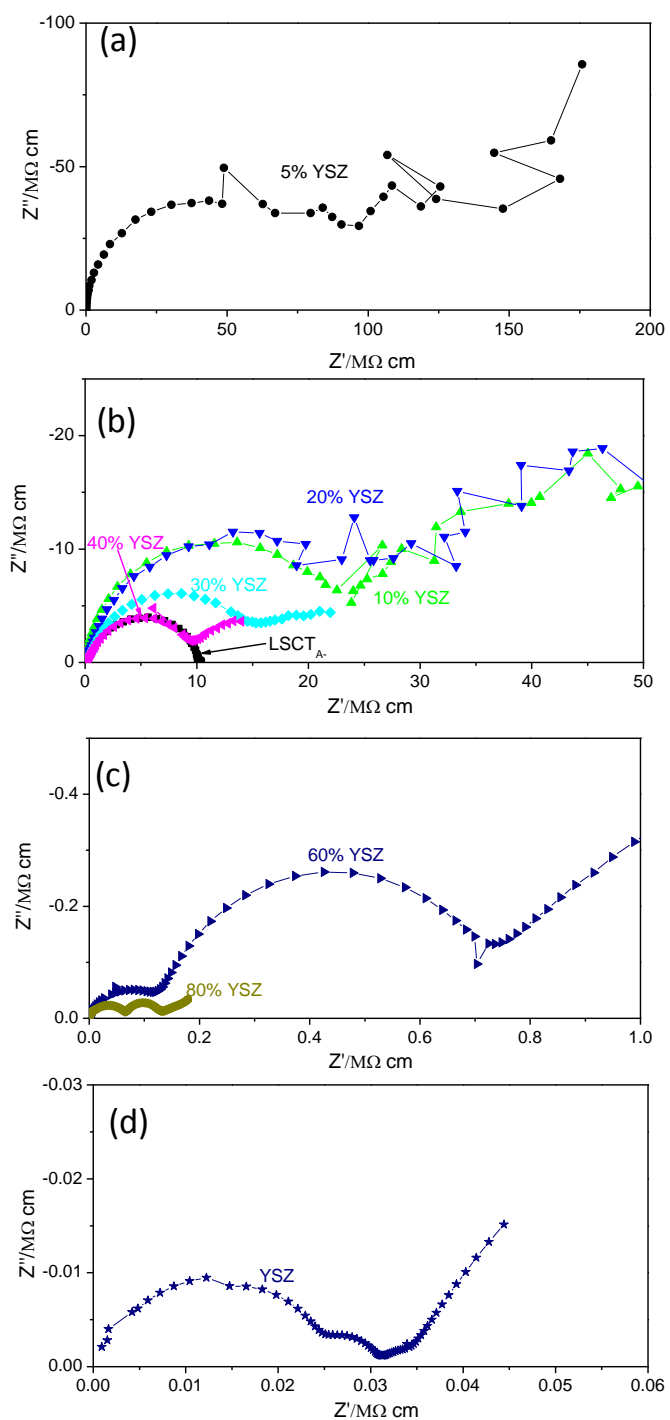 (a)
-100
-50
0
Z''/MΩ cm
5% YSZ
0 50 100 150 200
Z'/MΩ cm
(b)
-20
-10
0
Z''/MΩ cm
20% YSZ
40% YSZ
30% YSZ
10% YSZ
LSCT_A-
0 10 20 30 40 50
Z'/MΩ cm
(c)
-0.4
-0.2
0.0
Z''/MΩ cm
60% YSZ
80% YSZ
0.0 0.2 0.4 0.6 0.8 1.0
Z'/MΩ cm
(d)
-0.03
-0.02
-0.01
0.00
Z''/MΩ cm
YSZ
0.00 0.01 0.02 0.03 0.04 0.05 0.06
Z'/MΩ cm